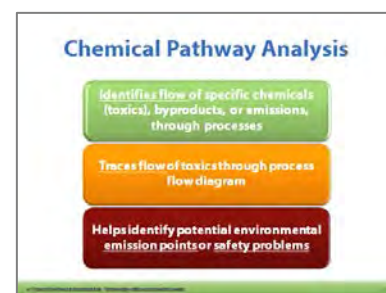 Chemical Pathway Analysis
Identifies flow of specific chemicals
(toxics), byproducts, or emissions,
through processes
Traces flow of toxics through process
flow diagram
Helps identify potential environmental
emission points or safety problems